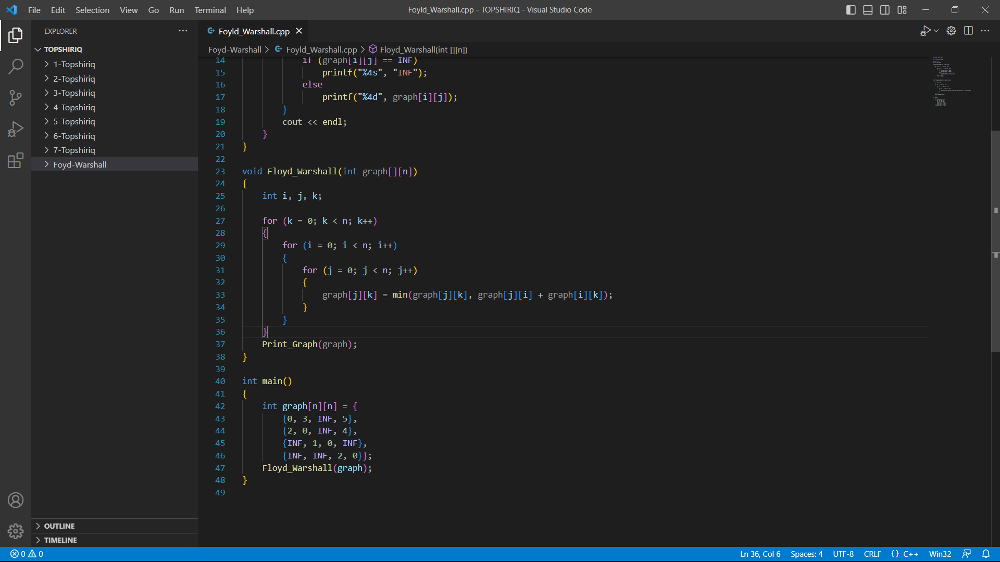 File Edit Selection View Go Run Terminal Help
Foyld_Warshall.cpp - TOPSHIRIQ - Visual Studio Code
EXPLORER
TOPSHIRIQ
1-Topshiriq
2-Topshiriq
3-Topshiriq
4-Topshiriq
5-Topshiriq
6-Topshiriq
7-Topshiriq
Foyd-Warshall
OUTLINE
TIMELINE
Foyld_Warshall.cpp
Foyd-Warshall > Foyld_Warshall.cpp > Floyd_Warshall(int [][n])
14 if (graph[i][j] == INF)
15 printf("%4s", "INF");
16 else
17 printf("%4d", graph[i][j]);
18 }
19 cout << endl;
20 }
21 }
22
23 void Floyd_Warshall(int graph[][n])
24 {
25 int i, j, k;
26
27 for (k = 0; k < n; k++)
28 {
29 for (i = 0; i < n; i++)
30 {
31 for (j = 0; j < n; j++)
32 {
33 graph[j][k] = min(graph[j][k], graph[j][i] + graph[i][k]);
34 }
35 }
36 }
37 Print_Graph(graph);
38 }
39
40 int main()
41 {
42 int graph[n][n] = {
43 {0, 3, INF, 5},
44 {2, 0, INF, 4},
45 {INF, 1, 0, INF},
46 {INF, INF, 2, 0}};
47 Floyd_Warshall(graph);
48 }
49
0 0
Ln 36, Col 6 Spaces: 4 UTF-8 CRLF {} C++ Win32